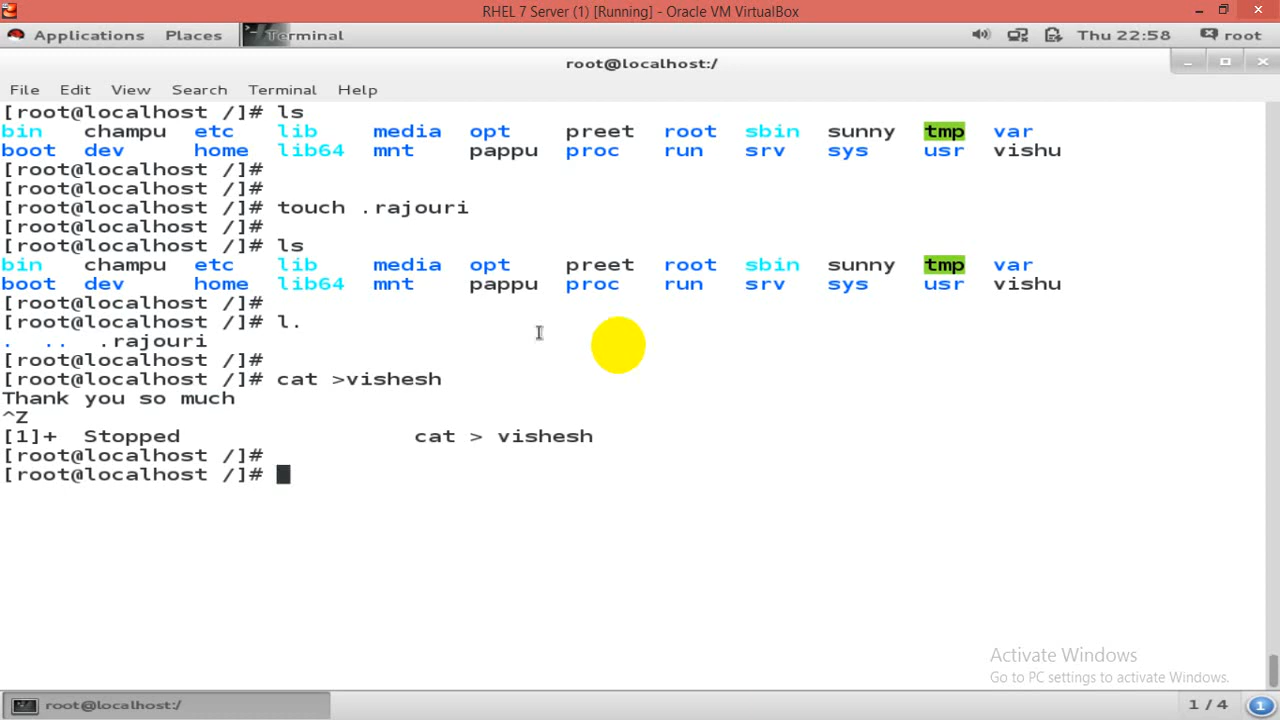 RHEL 7 Server (1) [Running] - Oracle VM VirtualBox
Applications Places Terminal Thu 22:58 root
root@localhost:/
File Edit View Search Terminal Help
[root@localhost /]# ls
bin champu etc lib media opt preet root sbin sunny tmp var
boot dev home lib64 mnt pappu proc run srv sys usr vishu
[root@localhost /]#
[root@localhost /]#
[root@localhost /]# touch .rajouri
[root@localhost /]#
[root@localhost /]# ls
bin champu etc lib media opt preet root sbin sunny tmp var
boot dev home lib64 mnt pappu proc run srv sys usr vishu
[root@localhost /]#
[root@localhost /]# l.
. .. .rajouri
[root@localhost /]#
[root@localhost /]# cat >vishesh
Thank you so much
^Z
[1]+ Stopped cat > vishesh
[root@localhost /]#
[root@localhost /]#
Activate Windows
Go to PC settings to activate Windows.
root@localhost:/ 1 / 4 1